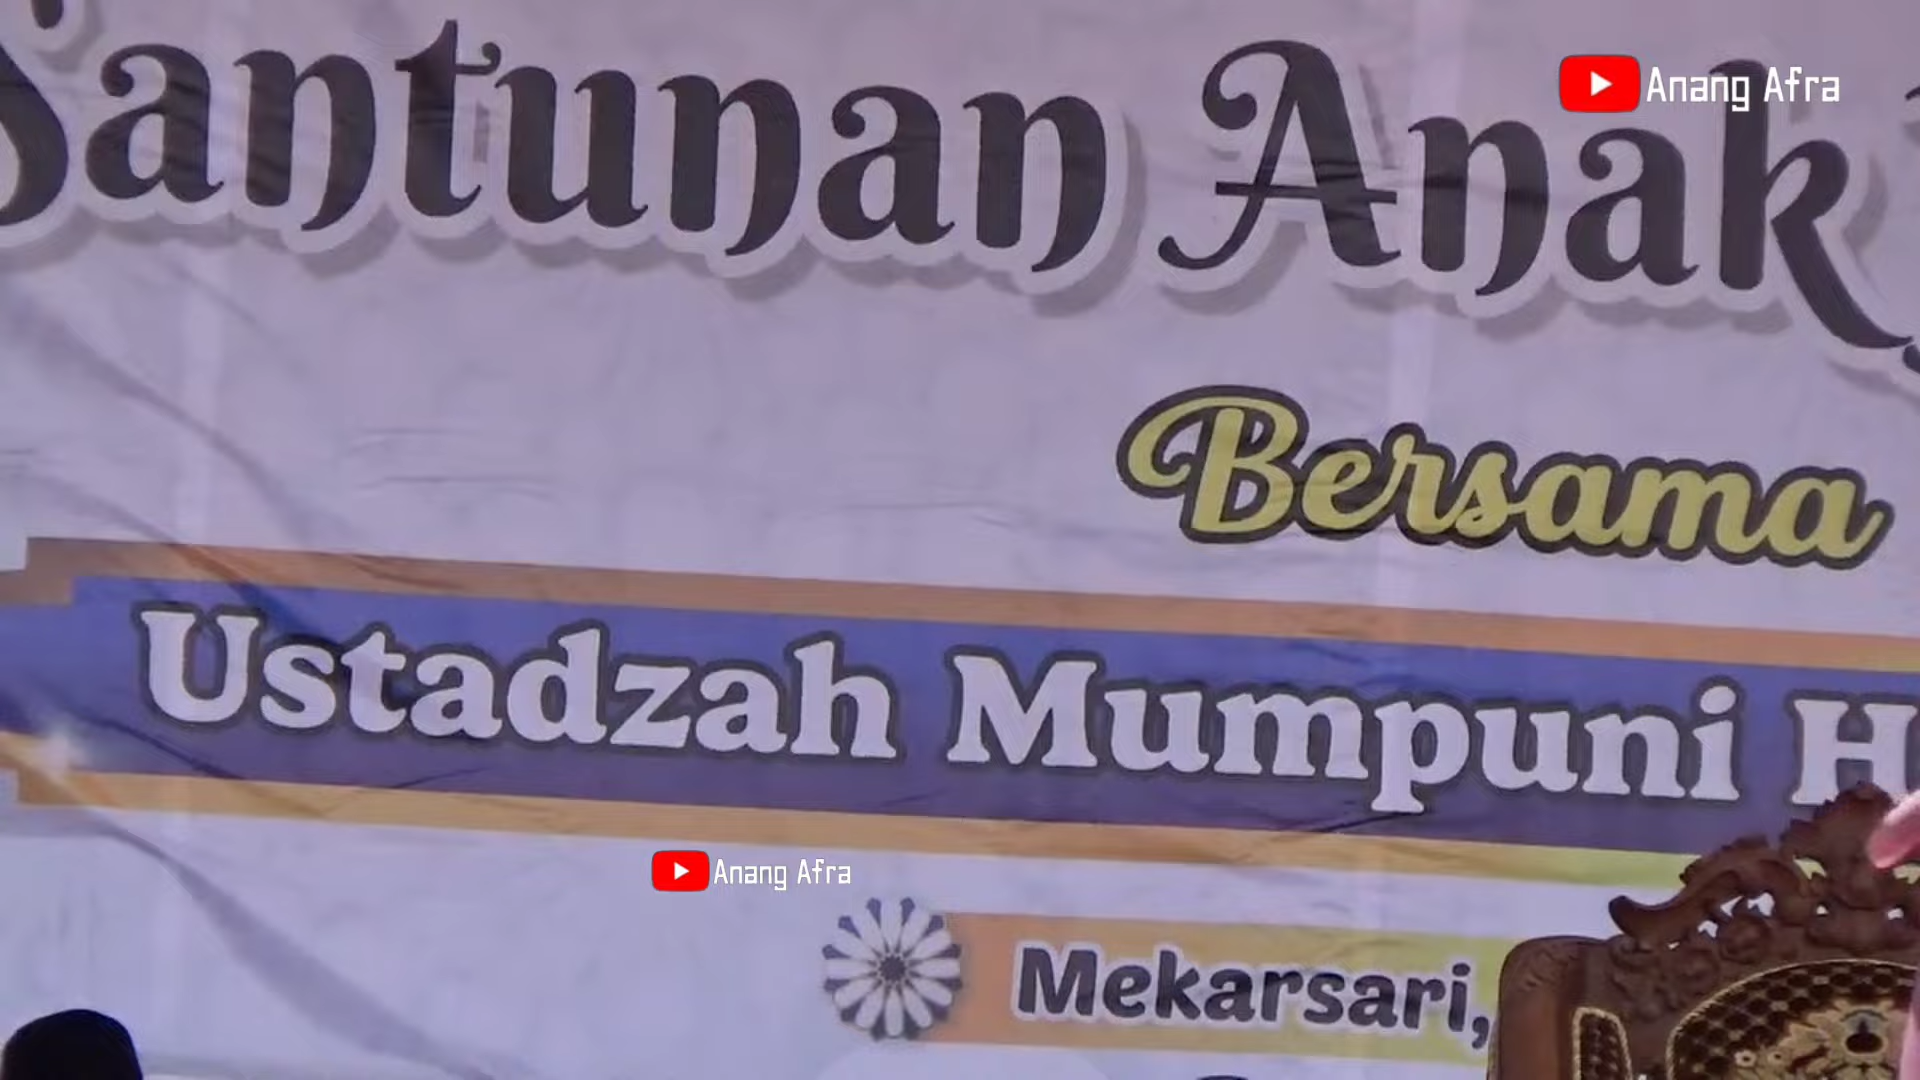 Santunan Anak
Anang Afra
Bersama
Ustadzah Mumpuni H
Anang Afra
Mekarsari,